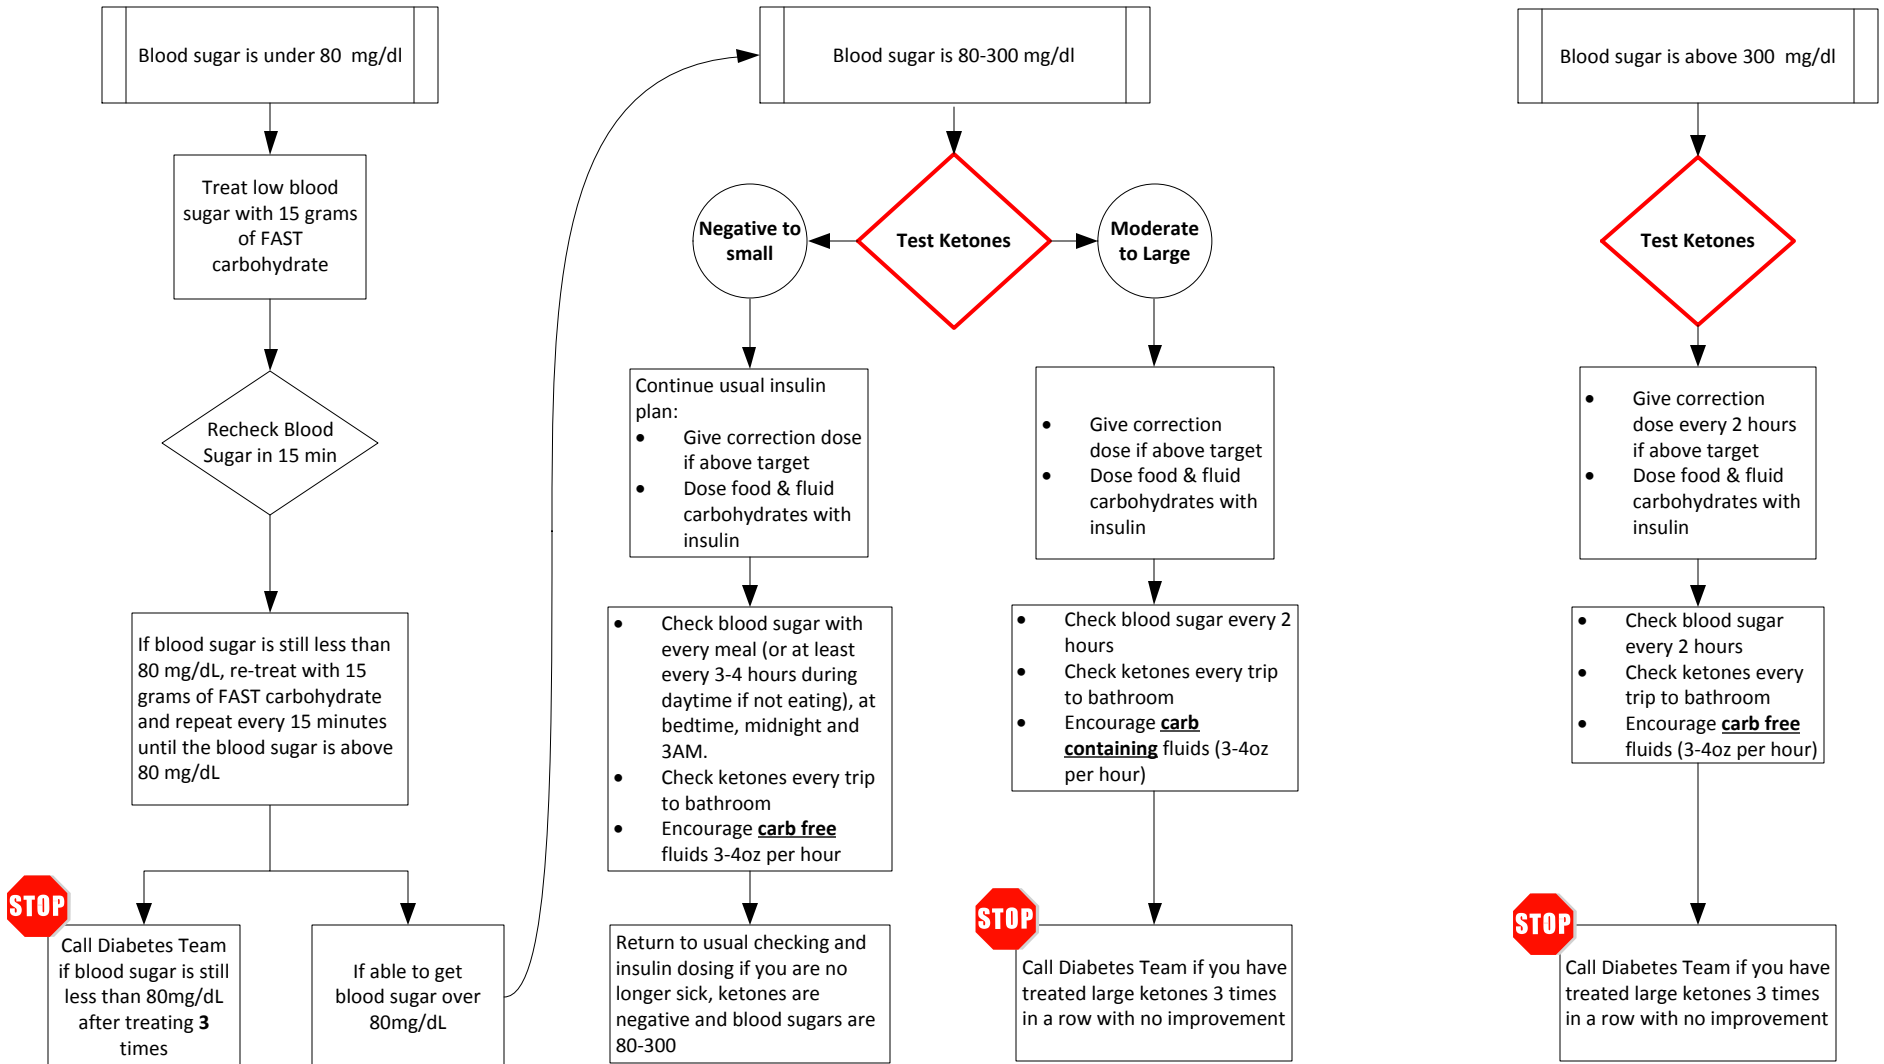 Blood sugar is under 80  mg/dl
Treat low blood
sugar with 15 grams
of FAST
carbohydrate
Recheck Blood
Sugar in 15 min
If blood sugar is still less than
80 mg/dL, re-treat with 15
grams of FAST carbohydrate
and repeat every 15 minutes
until the blood sugar is above
80 mg/dL
STOP
Call Diabetes Team
if blood sugar is still
less than 80mg/dL
after treating 3
times
If able to get
blood sugar over
80mg/dL
Blood sugar is 80-300 mg/dl
Test Ketones
Negative to
small
Continue usual insulin
plan:
• Give correction dose
if above target
• Dose food & fluid
carbohydrates with
insulin
• Check blood sugar with
every meal (or at least
every 3-4 hours during
daytime if not eating), at
bedtime, midnight and
3AM.
• Check ketones every trip
to bathroom
• Encourage carb free
fluids 3-4oz per hour
Return to usual checking and
insulin dosing if you are no
longer sick, ketones are
negative and blood sugars are
80-300
Moderate
to Large
• Give correction
dose if above target
• Dose food & fluid
carbohydrates with
insulin
• Check blood sugar every 2
hours
• Check ketones every trip
to bathroom
• Encourage carb
containing fluids (3-4oz
per hour)
STOP
Call Diabetes Team if you have
treated large ketones 3 times
in a row with no improvement
Blood sugar is above 300  mg/dl
Test Ketones
• Give correction
dose every 2 hours
if above target
• Dose food & fluid
carbohydrates with
insulin
• Check blood sugar
every 2 hours
• Check ketones every
trip to bathroom
• Encourage carb free
fluids (3-4oz per hour)
STOP
Call Diabetes Team if you have
treated large ketones 3 times
in a row with no improvement